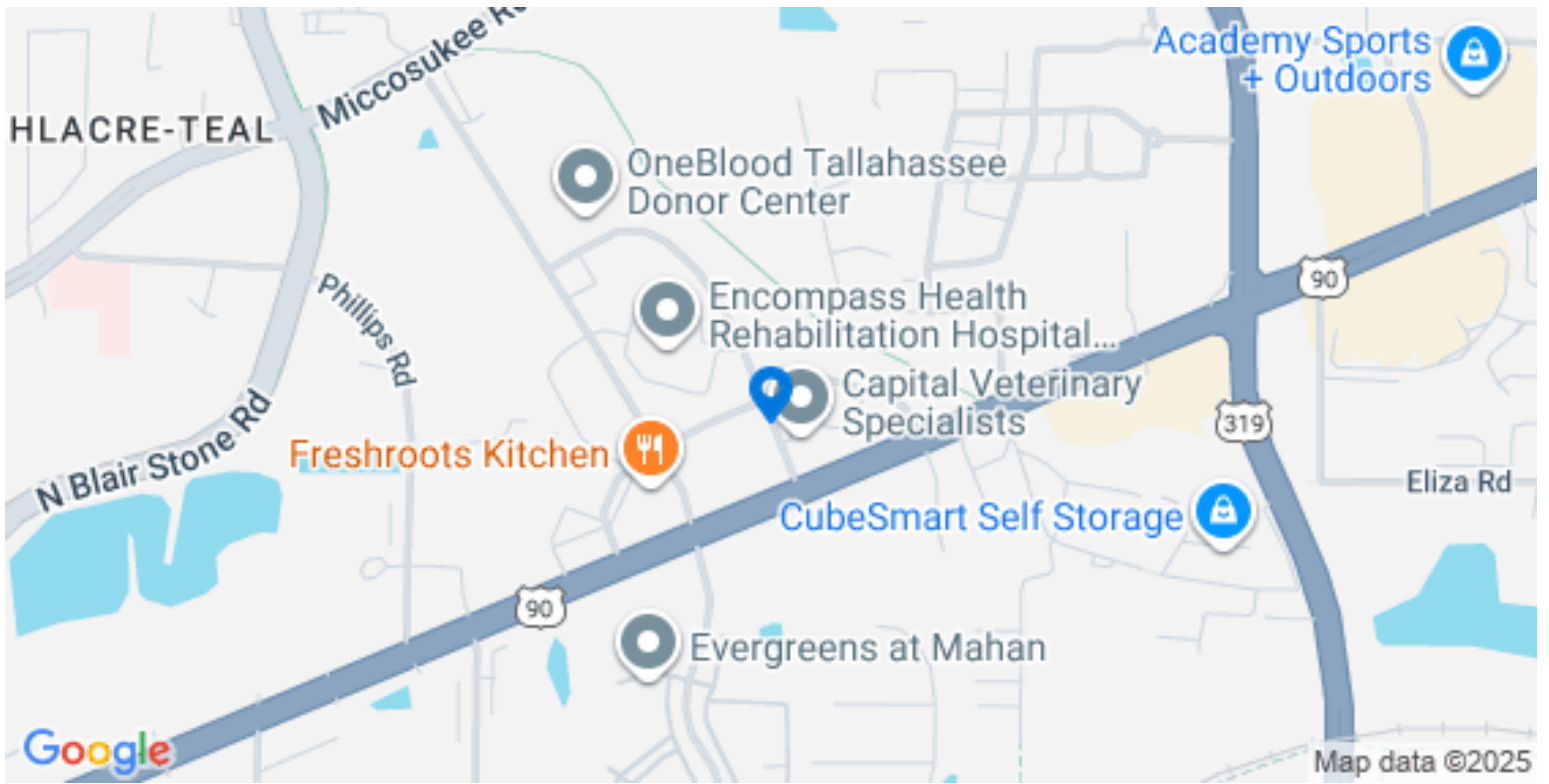 Miccosukee Rd
HLACRE-TEAL
Academy Sports
+ Outdoors
OneBlood Tallahassee
Donor Center
90
Phillips Rd
Encompass Health
Rehabilitation Hospital...
Capital Veterinary
Specialists
319
N Blair Stone Rd
Freshroots Kitchen
Eliza Rd
CubeSmart Self Storage
90
Evergreens at Mahan
Google
Map data ©2025